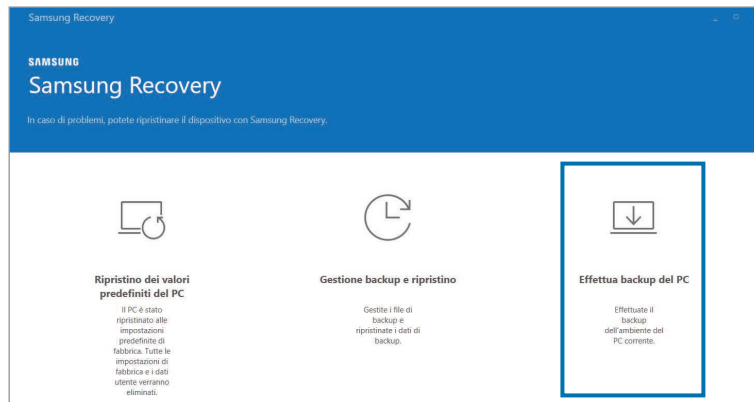 Samsung Recovery
SAMSUNG
Samsung Recovery
In caso di problemi, potete ripristinare il dispositivo con Samsung Recovery.
Ripristino dei valori
predefiniti del PC
Il PC è stato
ripristinato alle
impostazioni
predefinite di
fabbrica. Tutte le
impostazioni di
fabbrica e i dati
utente verranno
eliminati.
Gestione backup e ripristino
Gestite i file di
backup e
ripristinate i dati di
backup.
Effettua backup del PC
Effettuate il
backup
dell'ambiente del
PC corrente.